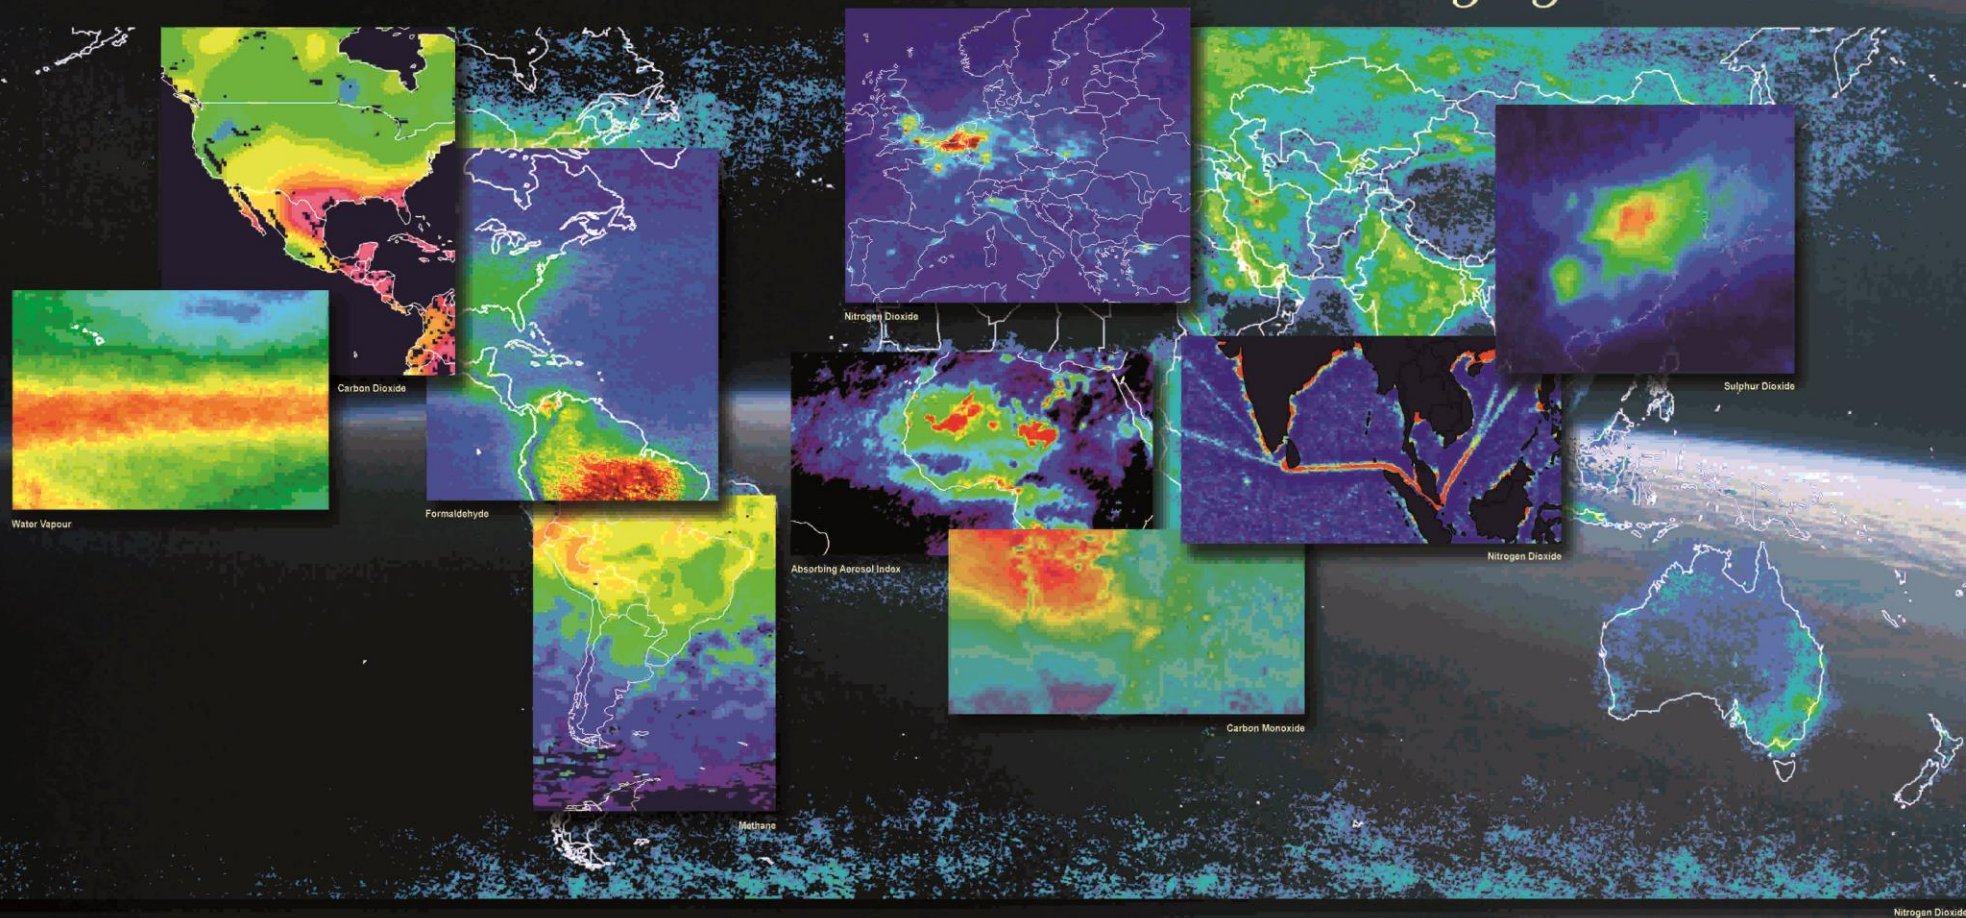 Nitrogen Dioxide
Carbon Dioxide
Sulphur Dioxide
Water Vapour
Formaldehyde
Nitrogen Dioxide
Absorbing Aerosol Index
Carbon Monoxide
Methane
Nitrogen Dioxide